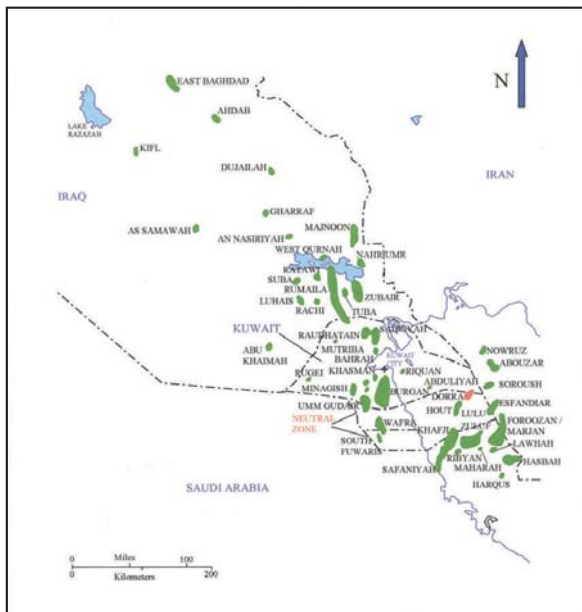 EAST BAGHDAD
N
LAKE
RAZAZAH
AHDAB
KIFL
DUJAILAH
IRAN
IRAQ
GHARRAF
AS SAMAWAH
MAJNOON
AN NASIRIYAH
WEST QURNAH
NAHRIUMR
RATAWI
SUBA
RUMAILA
ZUBAIR
LUHAIS
RACHI
TUBA
KUWAIT
SABRIYAH
RAUDHATAIN
MUTRIBA
ABU
KHAIMAH
BAHRAH
KUWAIT
CITY
NOWRUZ
ABOUZAR
KHASMAN
RIQUAN
RUGEI
ABDULIYAH
SOROUSH
MINAGISH
BURGAN
DORRA
ESFANDIAR
UMM GUDAIR
HOUT
LULU
NEUTRAL
ZONE
WAFRA
FOROOZAN /
MARJAN
KHAFJI
ZULUF
SOUTH
FUWARIS
LAWHAH
RIBYAN
HASBAH
SAFANIYAH
MAHARAH
HARQUS
SAUDI ARABIA
Miles
0 100
0 200
Kilometers